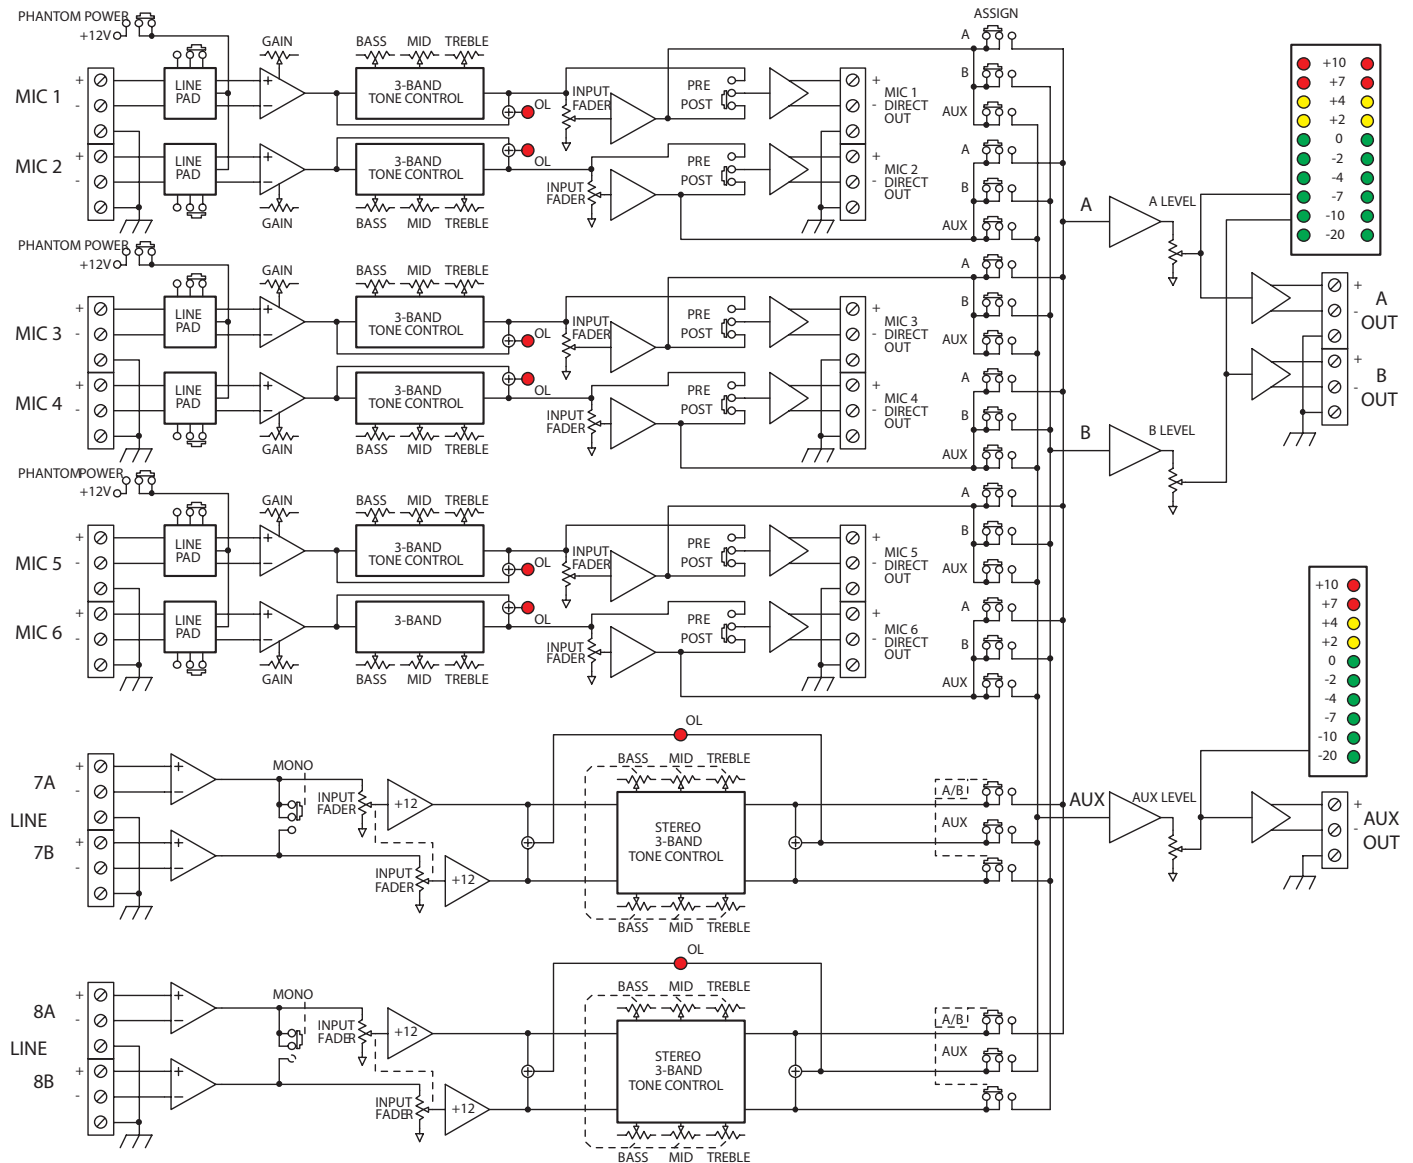 PHANTOM POWER
+12V
GAIN
BASS MID TREBLE
ASSIGN
MIC 1
+
-
LINE
PAD
+
-
3-BAND
TONE CONTROL
OL
INPUT
FADER
PRE
POST
+
-
MIC 1
DIRECT
OUT
A
B
AUX
MIC 2
+
-
LINE
PAD
+
-
3-BAND
TONE CONTROL
OL
INPUT
FADER
PRE
POST
+
-
MIC 2
DIRECT
OUT
A
B
AUX
GAIN
BASS MID TREBLE
PHANTOM POWER
+12V
GAIN
BASS MID TREBLE
MIC 3
+
-
LINE
PAD
+
-
3-BAND
TONE CONTROL
OL
INPUT
FADER
PRE
POST
+
-
MIC 3
DIRECT
OUT
A
B
AUX
MIC 4
+
-
LINE
PAD
+
-
3-BAND
TONE CONTROL
OL
INPUT
FADER
PRE
POST
+
-
MIC 4
DIRECT
OUT
A
B
AUX
GAIN
BASS MID TREBLE
PHANTOMPOWER
+12V
GAIN
BASS MID TREBLE
MIC 5
+
-
LINE
PAD
+
-
3-BAND
TONE CONTROL
OL
INPUT
FADER
PRE
POST
+
-
MIC 5
DIRECT
OUT
A
B
AUX
MIC 6
+
-
LINE
PAD
+
-
3-BAND
OL
INPUT
FADER
PRE
POST
+
-
MIC 6
DIRECT
OUT
A
B
AUX
GAIN
BASS MID TREBLE
7A
LINE
7B
+
-
+
-
+
-
+
-
MONO
INPUT
FADER
+12
INPUT
FADER
+12
OL
BASS MID TREBLE
STEREO
3-BAND
TONE CONTROL
BASS MID TREBLE
A/B
AUX
8A
LINE
8B
+
-
+
-
+
-
+
-
MONO
INPUT
FADER
+12
INPUT
FADER
+12
OL
BASS MID TREBLE
STEREO
3-BAND
TONE CONTROL
BASS MID TREBLE
A/B
AUX
A
A LEVEL
+10
+7
+4
+2
0
-2
-4
-7
-10
-20
+
-
A
OUT
+
-
B
OUT
B
B LEVEL
+10
+7
+4
+2
0
-2
-4
-7
-10
-20
AUX
AUX LEVEL
+
-
AUX
OUT